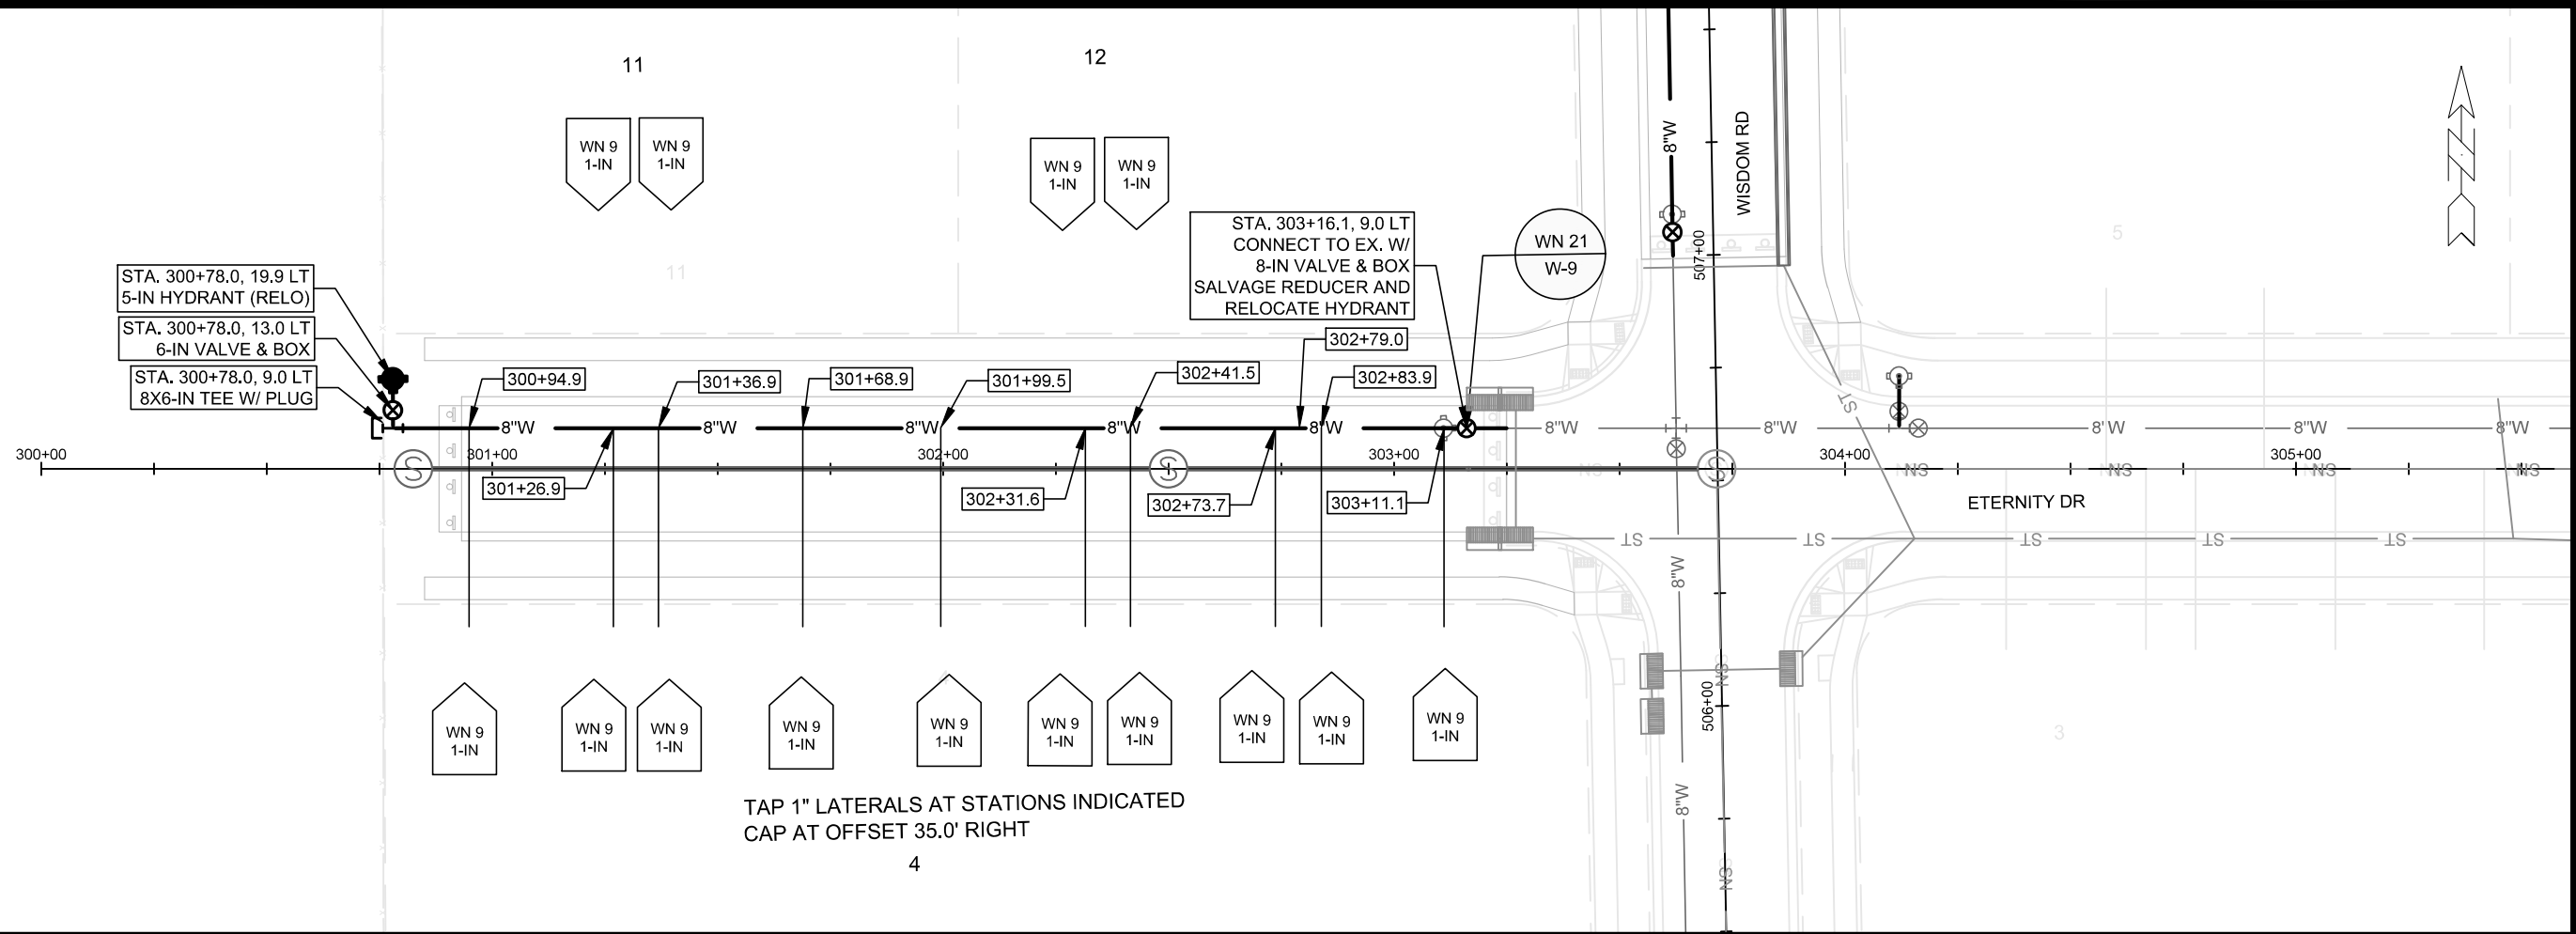 11
12
WN 9
1-IN
WN 9
1-IN
WN 9
1-IN
WN 9
1-IN
8"W
WISDOM RD
5
11
STA. 303+16.1, 9.0 LT
CONNECT TO EX. W/
8-IN VALVE & BOX
SALVAGE REDUCER AND
RELOCATE HYDRANT
WN 21
W-9
507+00
STA. 300+78.0, 19.9 LT
5-IN HYDRANT (RELO)
STA. 300+78.0, 13.0 LT
6-IN VALVE & BOX
STA. 300+78.0, 9.0 LT
8X6-IN TEE W/ PLUG
300+94.9
301+36.9
301+68.9
301+99.5
302+41.5
302+79.0
302+83.9
ST
8"W
8"W
8"W
8"W
8"W
8"W
8"W
8'W
8"W
8"W
300+00
301+00
302+00
303+00
304+00
305+00
S
S
S
SN
SN
SN
SN
SN
301+26.9
302+31.6
302+73.7
303+11.1
ETERNITY DR
ST
ST
ST
ST
ST
8"W
SN
506+00
WN 9
1-IN
WN 9
1-IN
WN 9
1-IN
WN 9
1-IN
WN 9
1-IN
WN 9
1-IN
WN 9
1-IN
WN 9
1-IN
WN 9
1-IN
WN 9
1-IN
3
8"W
TAP 1" LATERALS AT STATIONS INDICATED
CAP AT OFFSET 35.0' RIGHT
4
SN